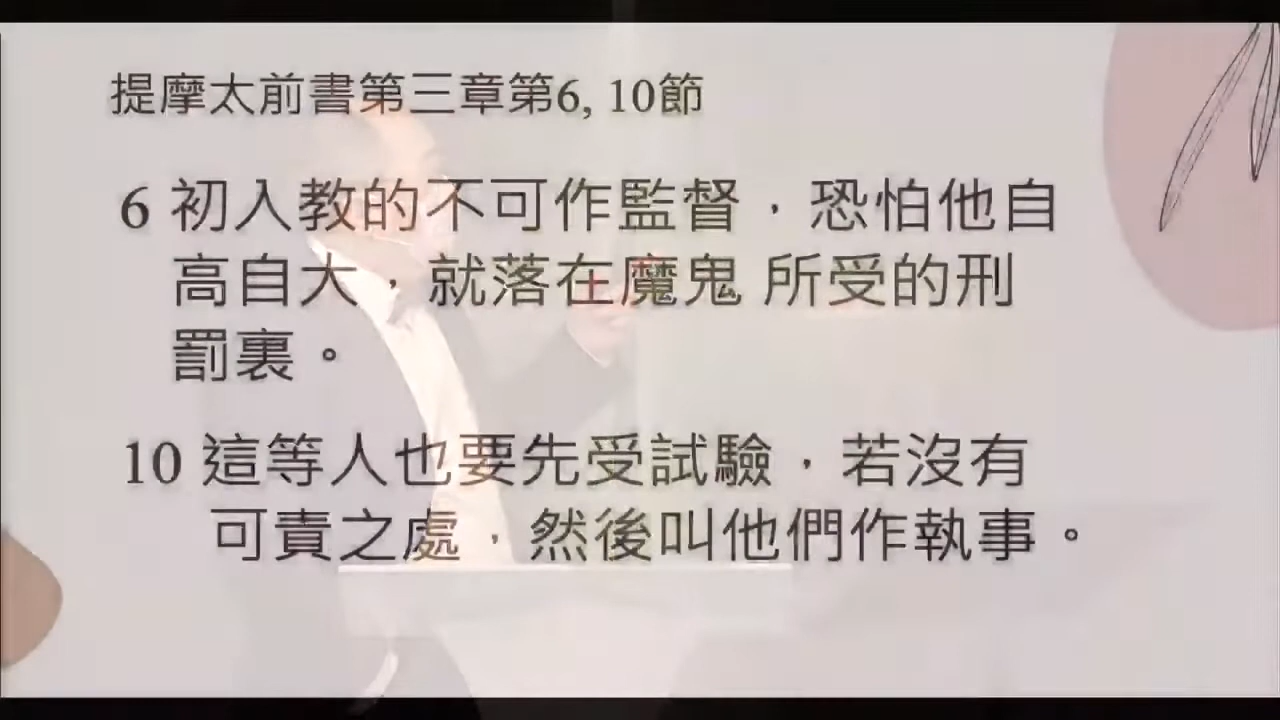 提摩太前書第三章第6, 10節
6 初入教的不可作監督，恐怕他自
高自大，就落在魔鬼 所受的刑
罰裏。
10 這等人也要先受試驗，若沒有
可責之處，然後叫他們作執事。